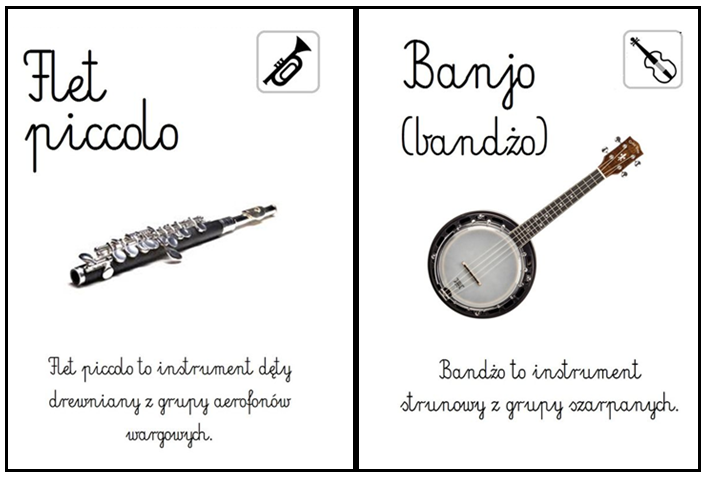 Flet
piccolo
Flet piccolo to instrument dęty
drewniany z grupy aerofonów
wargowych.
Banjo
(bandżo)
Bandżo to instrument
strunowy z grupy szarpanych.